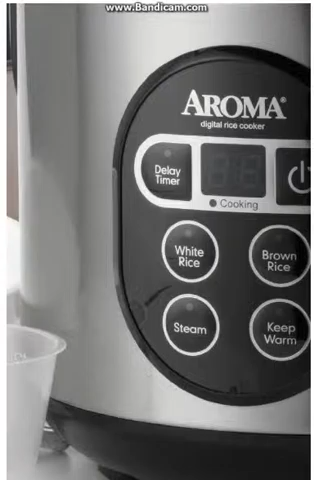 www.Bandicam.com
AROMA®
digital rice cooker
Delay
Timer
Cooking
White
Rice
Brown
Rice
Steam
Keep
Warm